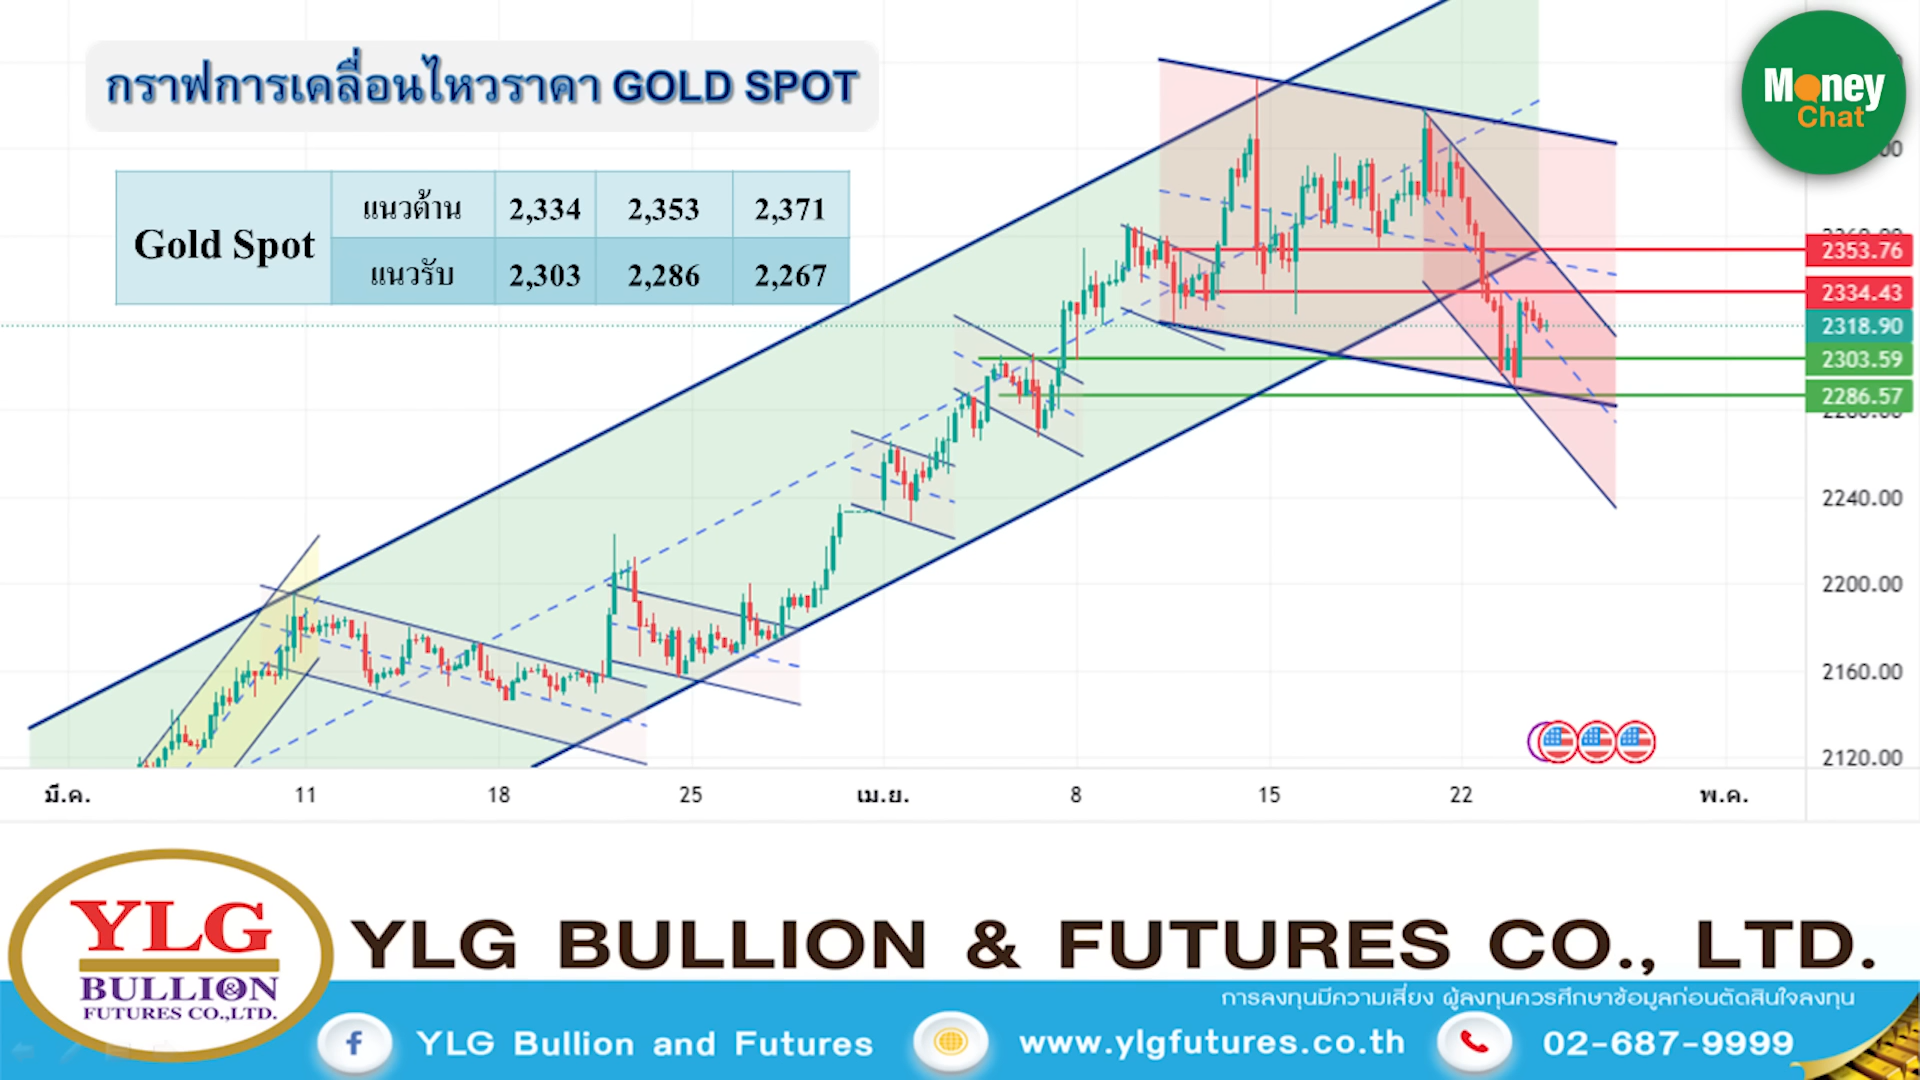 กราฟการเคลื่อนไหวราคา GOLD SPOT
Money
Chat
Gold Spot
แนวต้าน 2,334 2,353 2,371
แนวรับ 2,303 2,286 2,267
2353.76
2334.43
2318.90
2303.59
2286.57
2240.00
2200.00
2160.00
2120.00
มี.ค. 11 18 25 เม.ย. 8 15 22 พ.ค.
YLG
BULLION
&
FUTURES CO.,LTD.
YLG BULLION & FUTURES CO., LTD.
การลงทุนมีความเสี่ยง ผู้ลงทุนควรศึกษาข้อมูลก่อนตัดสินใจลงทุน
f YLG Bullion and Futures www.ylgfutures.co.th 02-687-9999